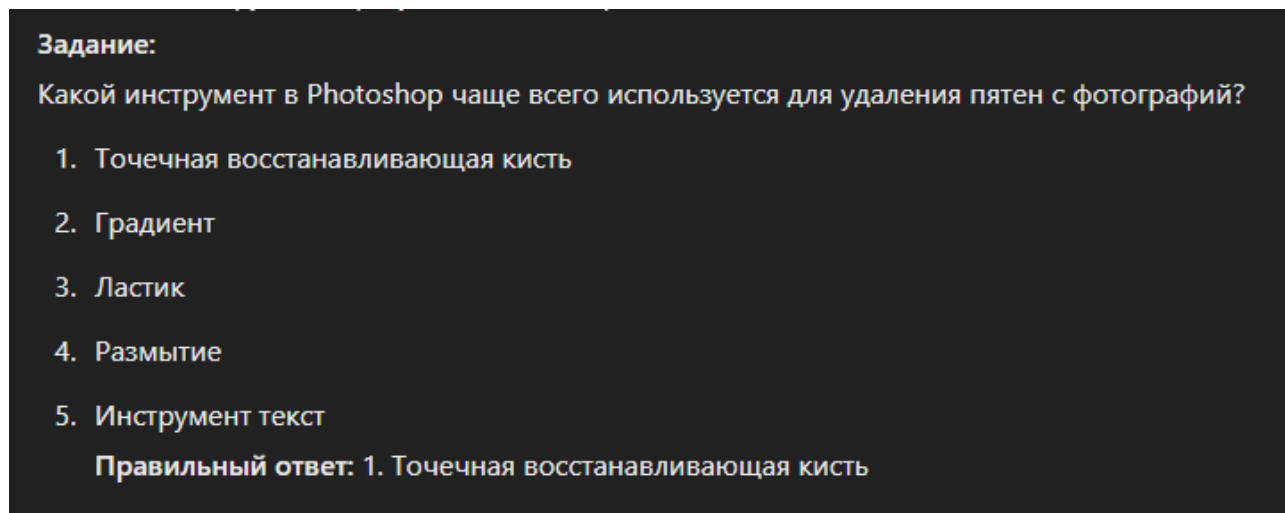 Задание:
Какой инструмент в Photoshop чаще всего используется для удаления пятен с фотографий?
1. Точечная восстанавливающая кисть
2. Градиент
3. Ластик
4. Размытие
5. Инструмент текст
Правильный ответ: 1. Точечная восстанавливающая кисть